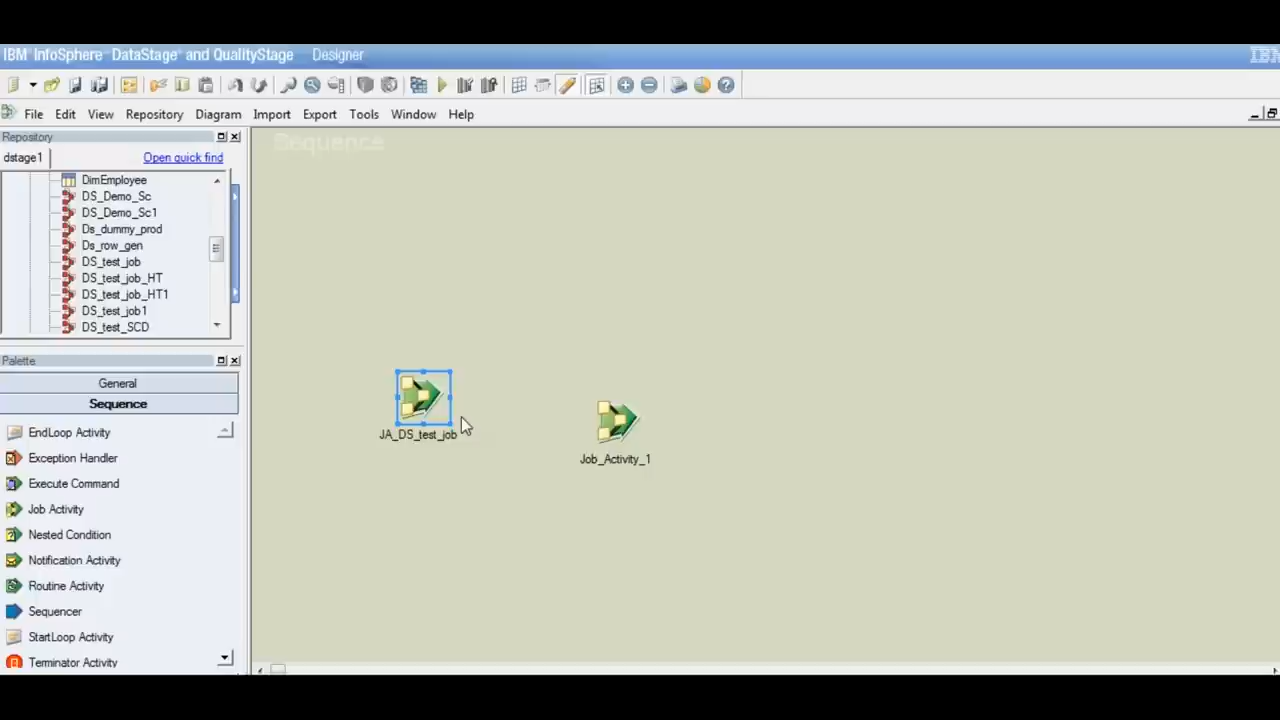 IBM InfoSphere DataStage and QualityStage Designer
IBM
File Edit View Repository Diagram Import Export Tools Window Help
Repository
dstage1 Open quick find
DimEmployee
DS_Demo_Sc
DS_Demo_Sc1
Ds_dummy_prod
Ds_row_gen
DS_test_job
DS_test_job_HT
DS_test_job_HT1
DS_test_job1
DS_test_SCD
Palette
General
Sequence
EndLoop Activity
Exception Handler
Execute Command
Job Activity
Nested Condition
Notification Activity
Routine Activity
Sequencer
StartLoop Activity
Terminator Activity
Sequence
JA_DS_test_job
Job_Activity_1